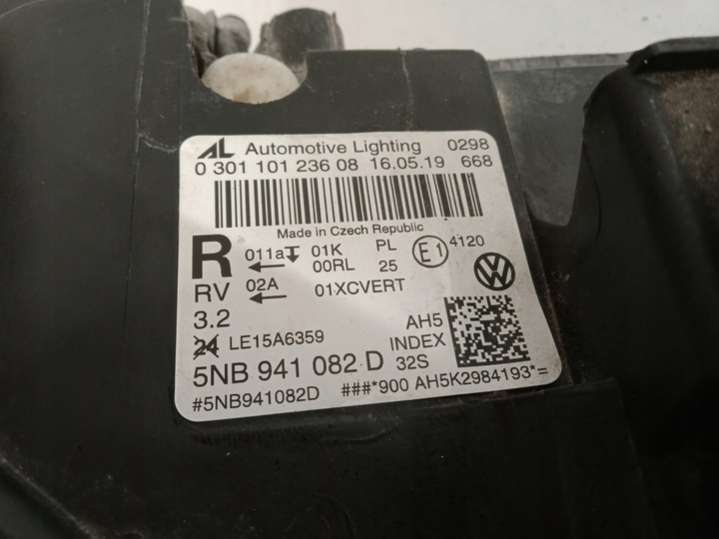 AL Automotive Lighting 0298
0 301 101 236 08 16.05.19 668
Made in Czech Republic
R 011a 01K PL E1 4120
00RL 25
RV 02A 01XCVERT
3.2
24 LE15A6359 AH5
INDEX
5NB 941 082 D 32S
#5NB941082D ###*900 AH5K2984193*=